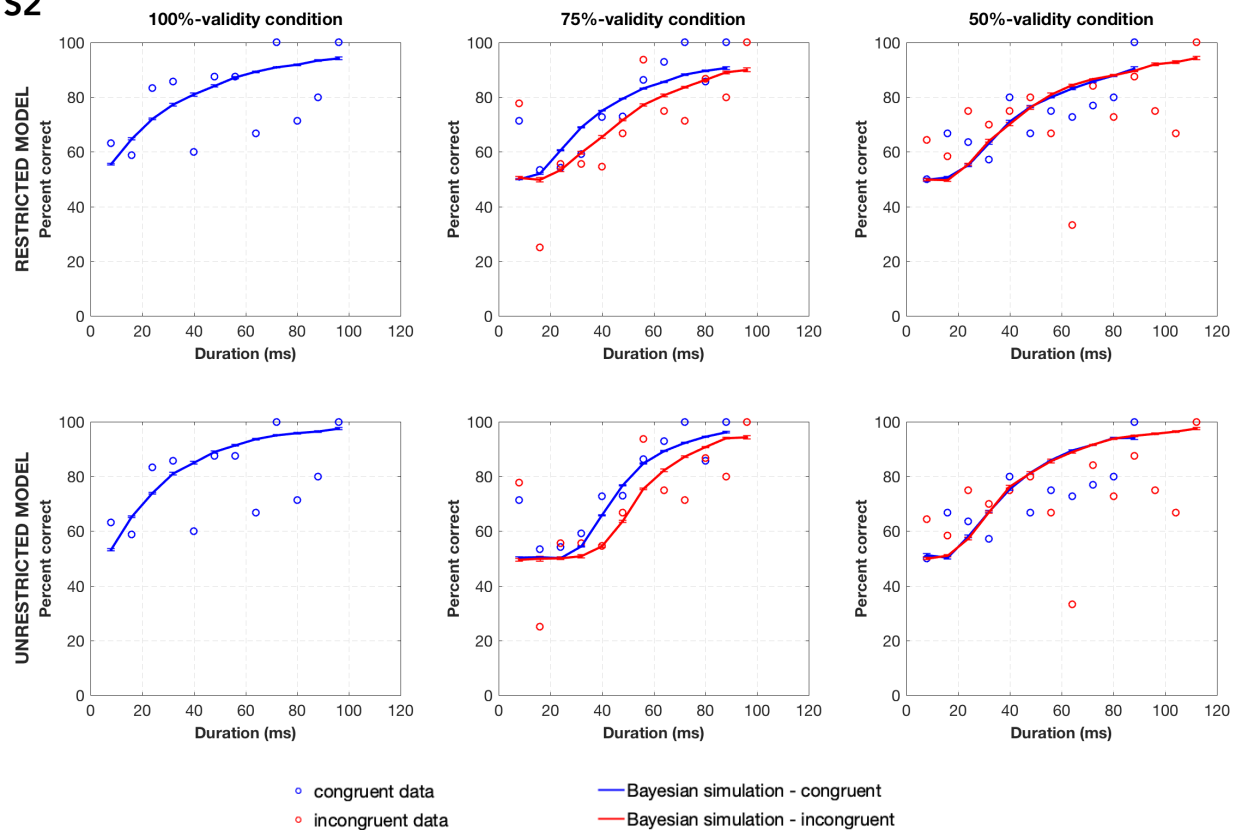 S2
100%-validity condition
75%-validity condition
50%-validity condition
RESTRICTED MODEL
Percent correct
100
80
60
40
20
0
0 20 40 60 80 100 120
Duration (ms)
Percent correct
100
80
60
40
20
0
0 20 40 60 80 100 120
Duration (ms)
Percent correct
100
80
60
40
20
0
0 20 40 60 80 100 120
Duration (ms)
UNRESTRICTED MODEL
Percent correct
100
80
60
40
20
0
0 20 40 60 80 100 120
Duration (ms)
Percent correct
100
80
60
40
20
0
0 20 40 60 80 100 120
Duration (ms)
Percent correct
100
80
60
40
20
0
0 20 40 60 80 100 120
Duration (ms)
congruent data
incongruent data
Bayesian simulation - congruent
Bayesian simulation - incongruent